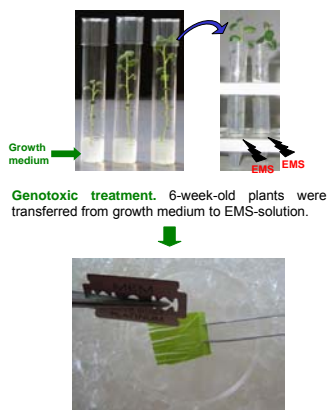 Growth
medium
EMS
EMS
Genotoxic treatment. 6-week-old plants were
transferred from growth medium to EMS-solution.